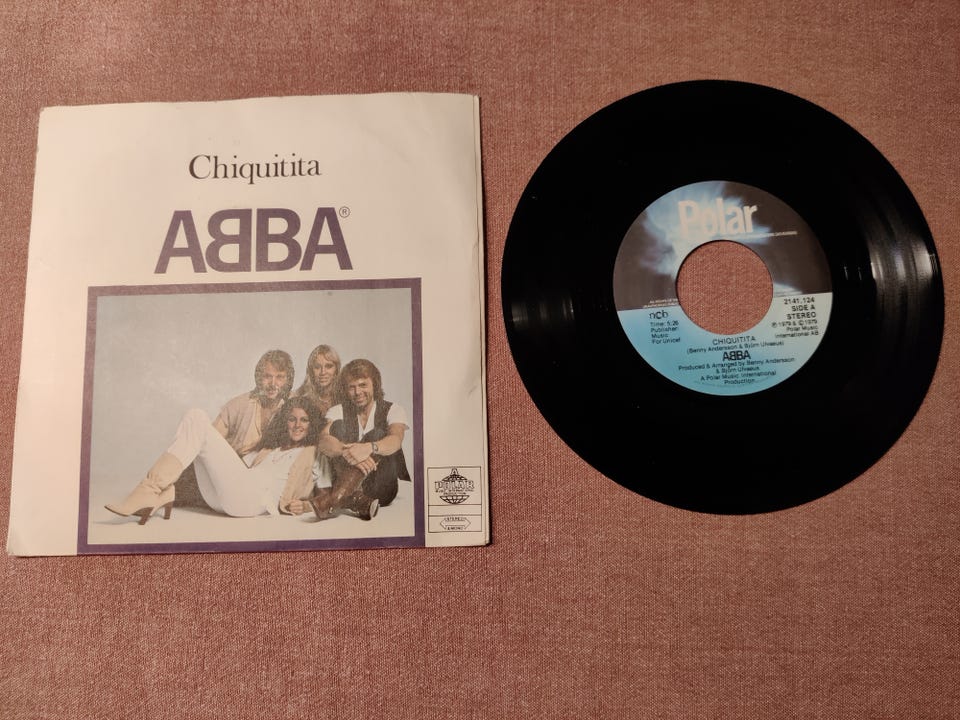 Chiquitita
ABBA®
A
POLAR
STEREO
Polar
ncb
Time: 5:26
Publisher:
Music
For Unicef
2141.124
SIDE A
STEREO
℗ 1979 & © 1979
Polar Music
International AB
CHIQUITITA
(Benny Andersson & Björn Ulvaeus)
ABBA
Produced & Arranged by Benny Andersson
& Björn Ulvaeus
A Polar Music International
Production